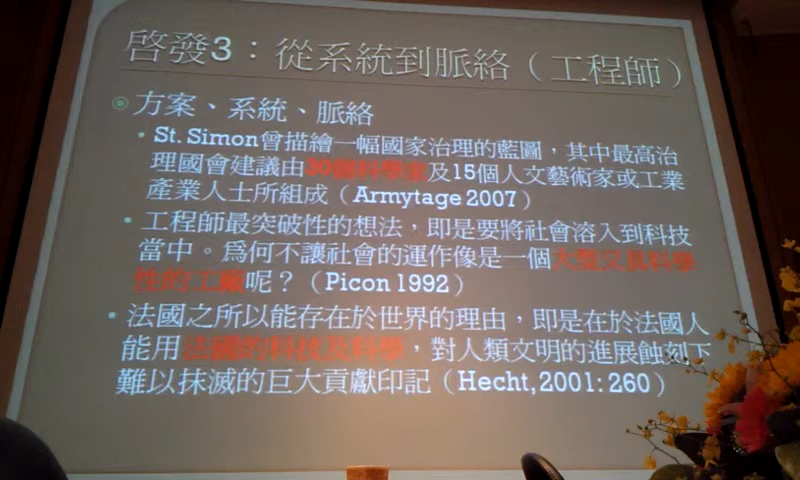 啓發3：從系統到脈絡（工程師）
方案、系統、脈絡
St. Simon曾描繪一幅國家治理的藍圖，其中最高治
理國會建議由30個科學家及15個人文藝術家或工業
產業人士所組成（Armytage 2007）
工程師最突破性的想法，即是要將社會溶入到科技
當中。爲何不讓社會的運作像是一個大型又具科學
性的工廠呢？（Picon 1992）
法國之所以能存在於世界的理由，即是在於法國人
能用法國的科技及科學，對人類文明的進展蝕刻下
難以抹滅的巨大貢獻印記（Hecht, 2001: 260）